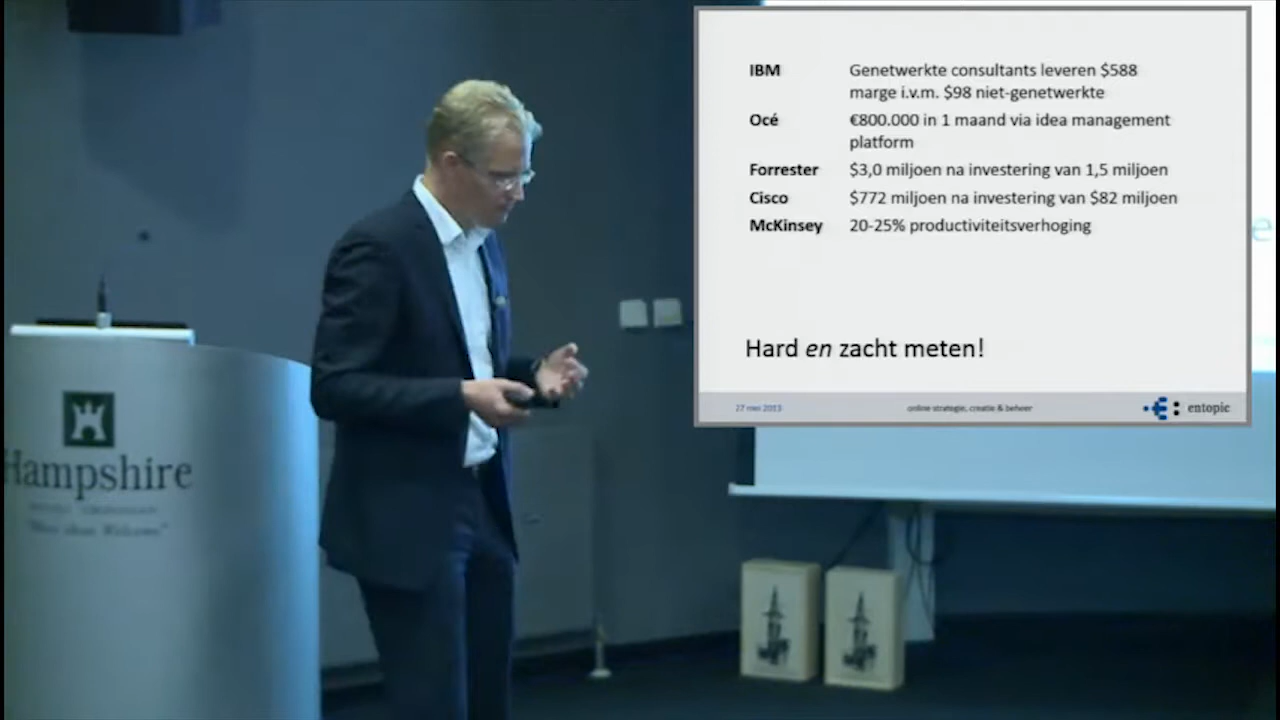 IBM Genetwerkte consultants leveren $588
marge i.v.m. $98 niet-genetwerkte
Océ €800.000 in 1 maand via idea management
platform
Forrester $3,0 miljoen na investering van 1,5 miljoen
Cisco $772 miljoen na investering van $82 miljoen
McKinsey 20-25% productiviteitsverhoging
Hard en zacht meten!
27 mei 2013 online strategie, creatie & beheer entopic
Hampshire